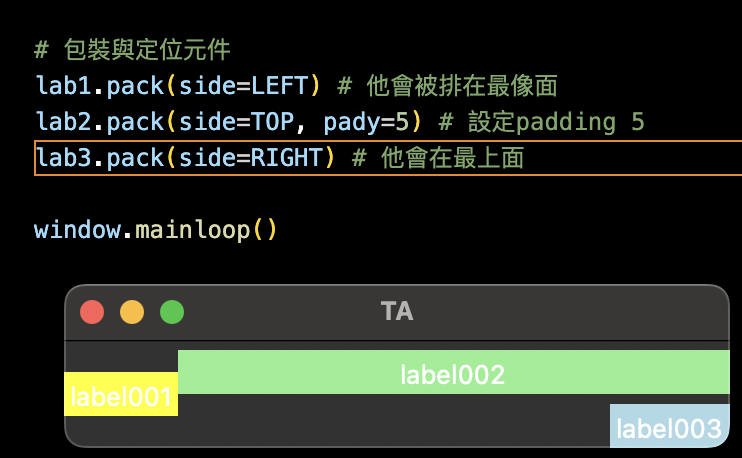 # 包裝與定位元件
lab1.pack(side=LEFT) # 他會被排在最像面
lab2.pack(side=TOP, pady=5) # 設定padding 5
lab3.pack(side=RIGHT) # 他會在最上面
window.mainloop()
TA
label002
label001
label003